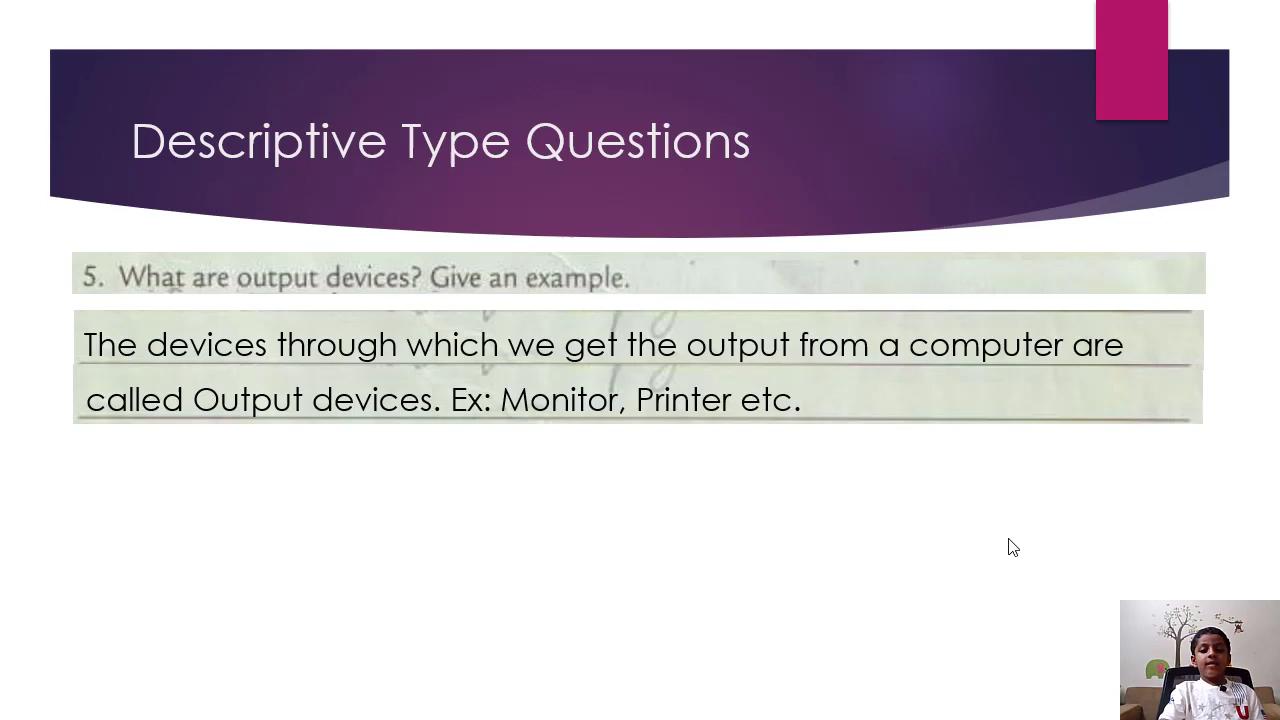 Descriptive Type Questions
5. What are output devices? Give an example.
The devices through which we get the output from a computer are
called Output devices. Ex: Monitor, Printer etc.